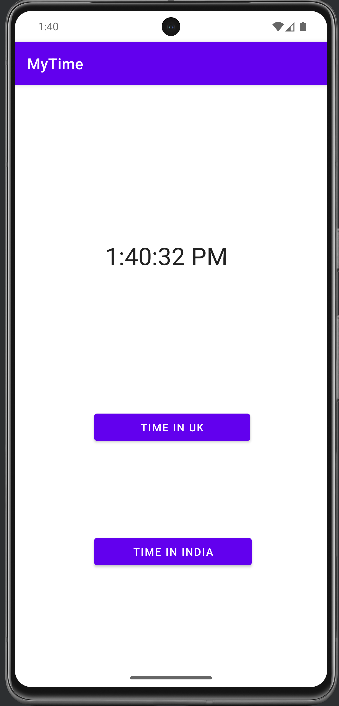 1:40
MyTime
1:40:32 PM
TIME IN UK
TIME IN INDIA